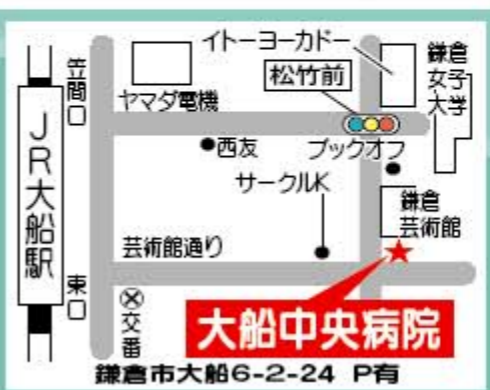 イトーヨーカドー
鎌倉
女子
大学
笠間口
松竹前
ヤマダ電機
JR大船駅
西友
ブックオフ
サークルK
鎌倉
芸術館
芸術館通り
東口
交番
大船中央病院
鎌倉市大船6-2-24 P有